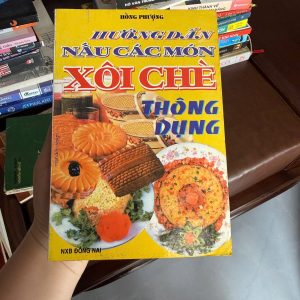 HỒNG PHƯỢNG
HƯỚNG DẪN
NẤU CÁC MÓN
XÔI CHÈ
THÔNG
DỤNG
NXB ĐỒNG NAI